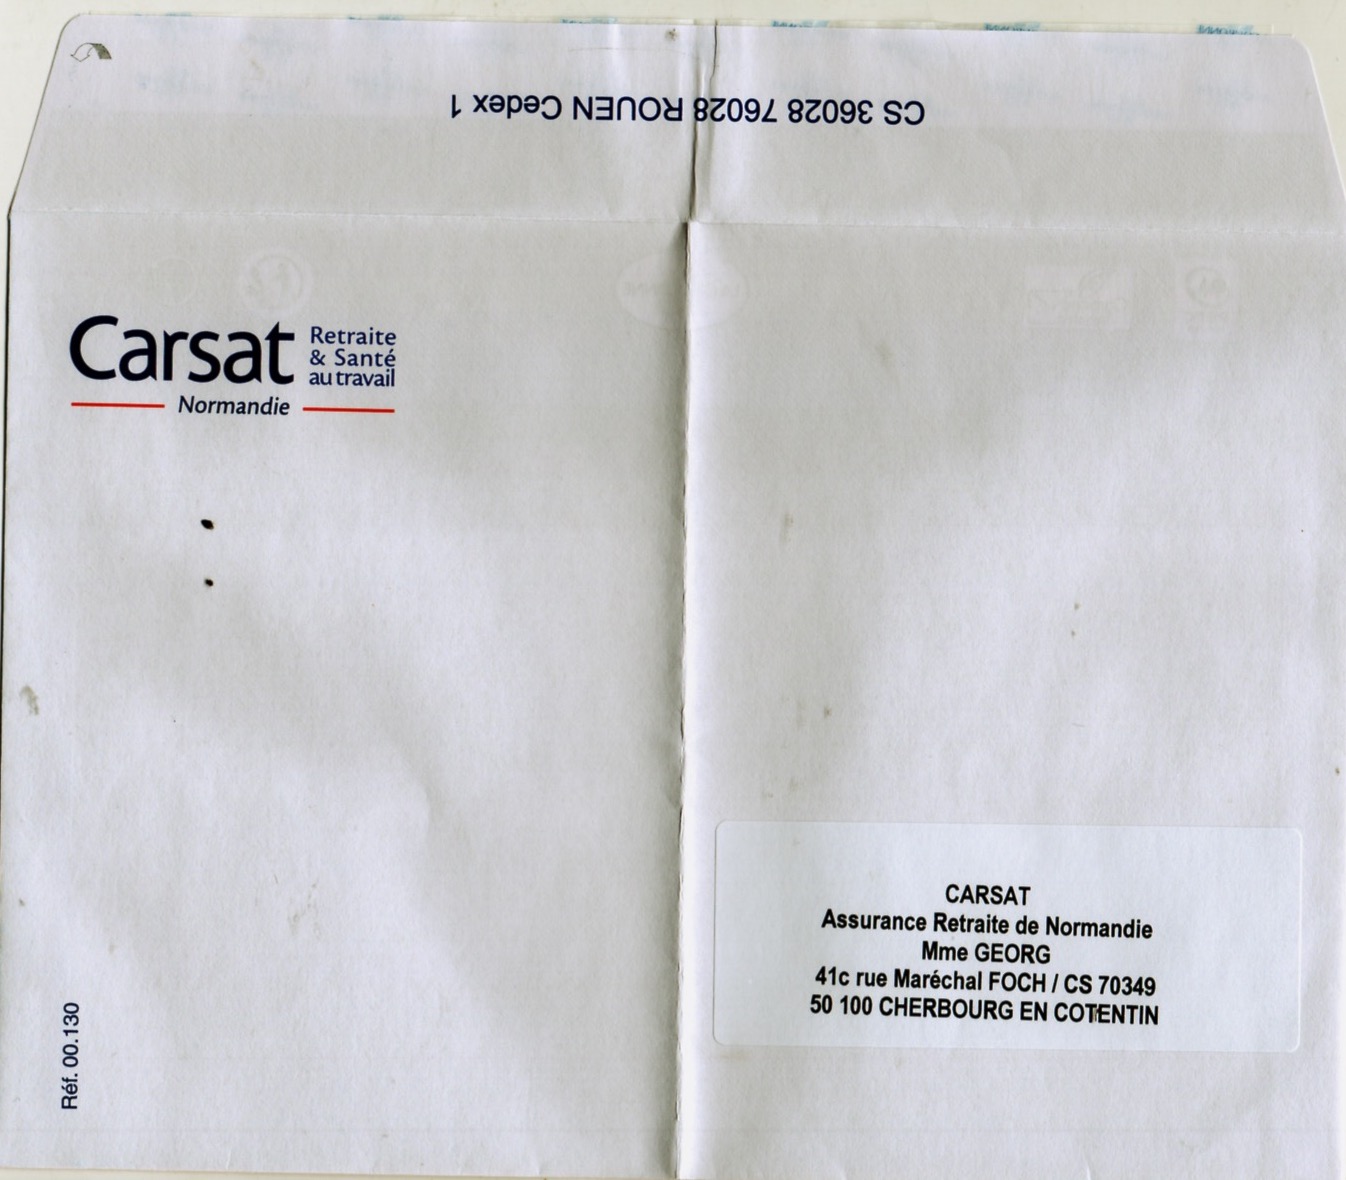 CS 36028 76028 ROUEN Cedex 1
Carsat
Retraite
& Santé
au travail
Normandie
CARSAT
Assurance Retraite de Normandie
Mme GEORG
41c rue Maréchal FOCH / CS 70349
50 100 CHERBOURG EN COTENTIN
Réf. 00.130